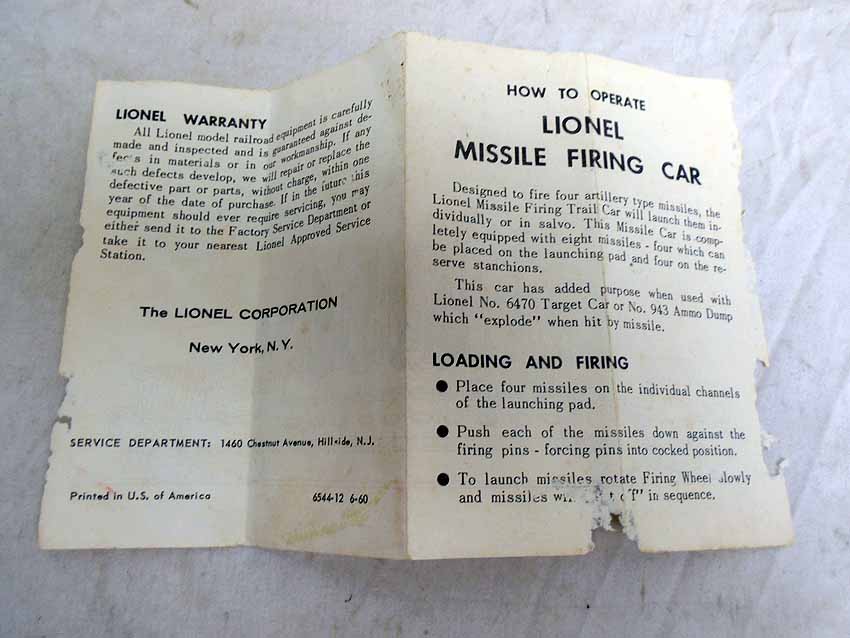 LIONEL WARRANTY
All Lionel model railroad equipment is carefully
made and inspected and is guaranteed against de-
fects in materials or in our workmanship. If any
such defects develop, we will repair or replace the
defective part or parts, without charge, within one
year of the date of purchase. If in the future this
equipment should ever require servicing, you may
either send it to the Factory Service Department or
take it to your nearest Lionel Approved Service
Station.
The LIONEL CORPORATION
New York, N.Y.
SERVICE DEPARTMENT: 1460 Chestnut Avenue, Hillside, N.J.
Printed in U.S. of America 6544-12 6-60
HOW TO OPERATE
LIONEL
MISSILE FIRING CAR
Designed to fire four artillery type missiles, the
Lionel Missile Firing Trail Car will launch them in-
dividually or in salvo. This Missile Car is comp-
letely equipped with eight missiles - four which can
be placed on the launching pad and four on the re-
serve stanchions.
This car has added purpose when used with
Lionel No. 6470 Target Car or No. 943 Ammo Dump
which "explode" when hit by missile.
LOADING AND FIRING
● Place four missiles on the individual channels
of the launching pad.
● Push each of the missiles down against the
firing pins - forcing pins into cocked position.
● To launch missiles rotate Firing Wheel slowly
and missiles in sequence.